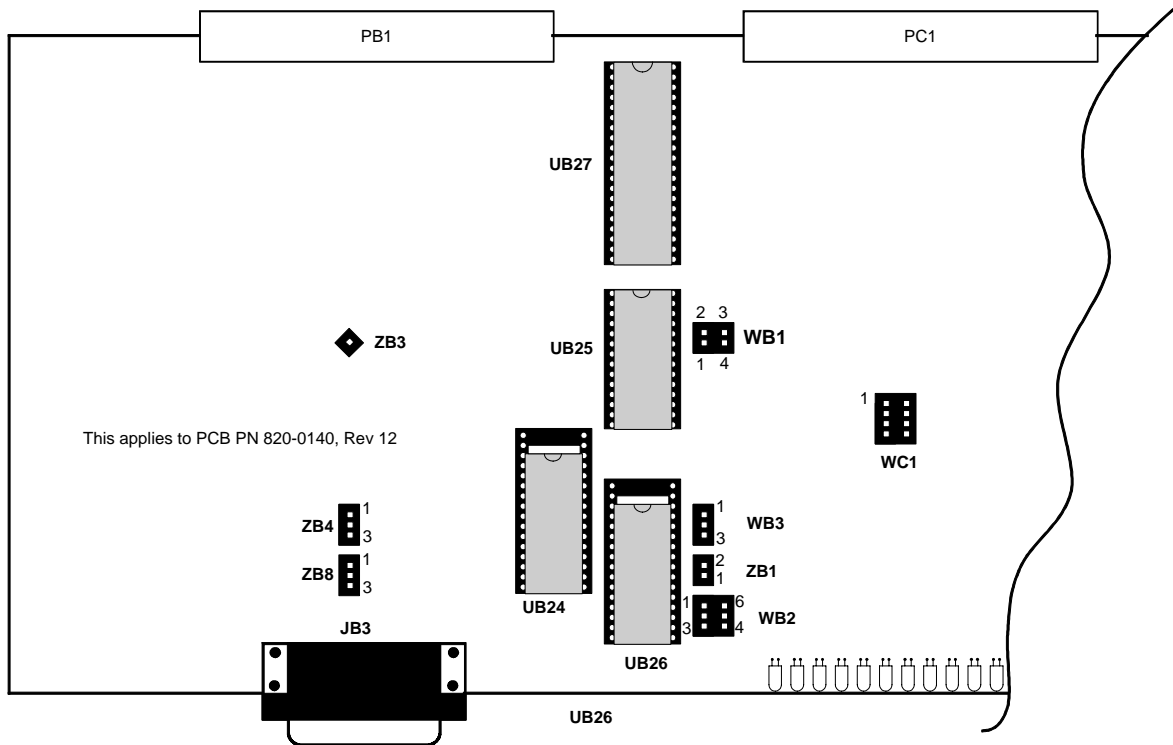 PB1
PC1
UB27
2 3
WB1
UB25
ZB3
1 4
1
This applies to PCB PN 820-0140, Rev 12
WC1
1
ZB4
3
1
WB3
3
1
ZB8
3
2
ZB1
1
UB24
1 6
WB2
3 4
JB3
UB26
UB26